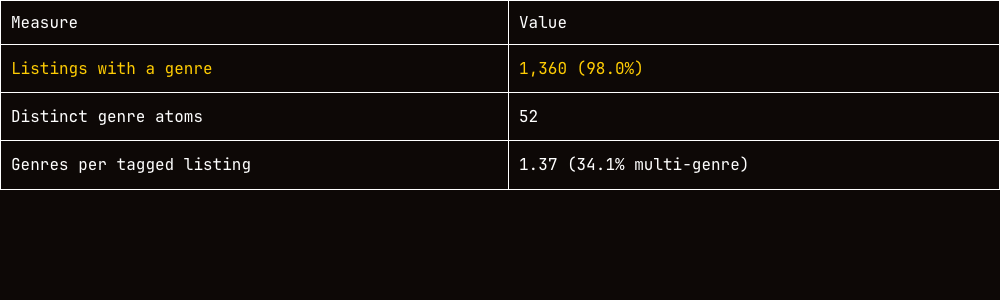 Measure Value
Listings with a genre 1,360 (98.0%)
Distinct genre atoms 52
Genres per tagged listing 1.37 (34.1% multi-genre)